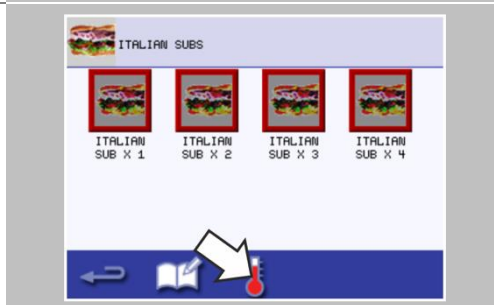 ITALIAN SUBS
ITALIAN SUB X 1
ITALIAN SUB X 2
ITALIAN SUB X 3
ITALIAN SUB X 4